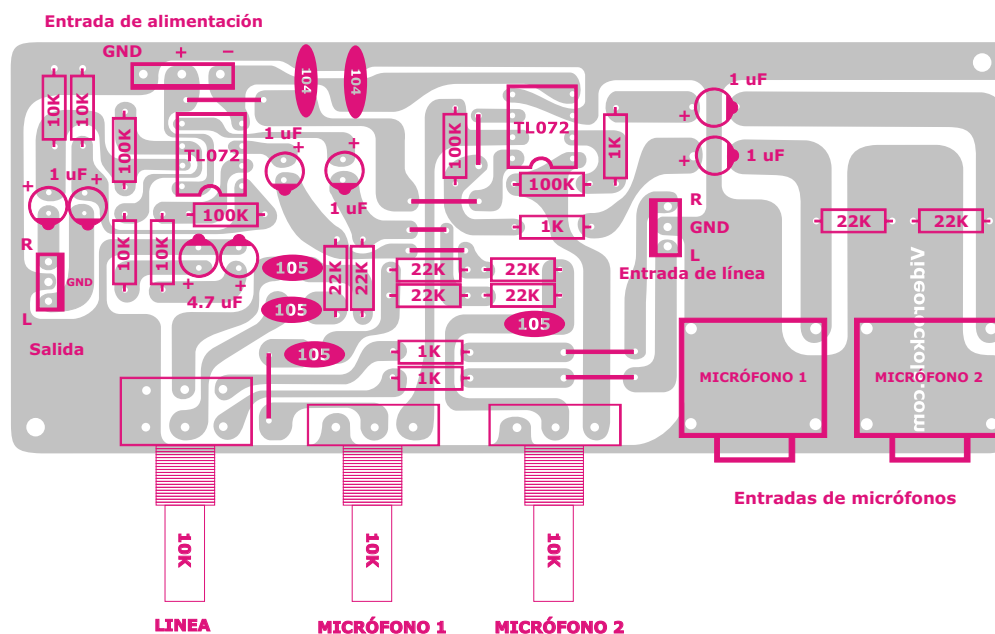 Entrada de alimentación
GND + −
10K
10K
100K
TL072
1 uF
104
104
100K
TL072
1K
1 uF
+
+
1 uF
+
1 uF
+
+
+
1 uF
100K
100K
1K
R
GND
L
Entrada de línea
22K
22K
R
GND
L
Salida
10K
10K
+
+
4.7 uF
105
105
105
22K
22K
22K
22K
22K
22K
105
1K
1K
MICRÓFONO 1
MICRÓFONO 2
Videorockola.com
Entradas de micrófonos
10K
10K
10K
LINEA
MICRÓFONO 1
MICRÓFONO 2